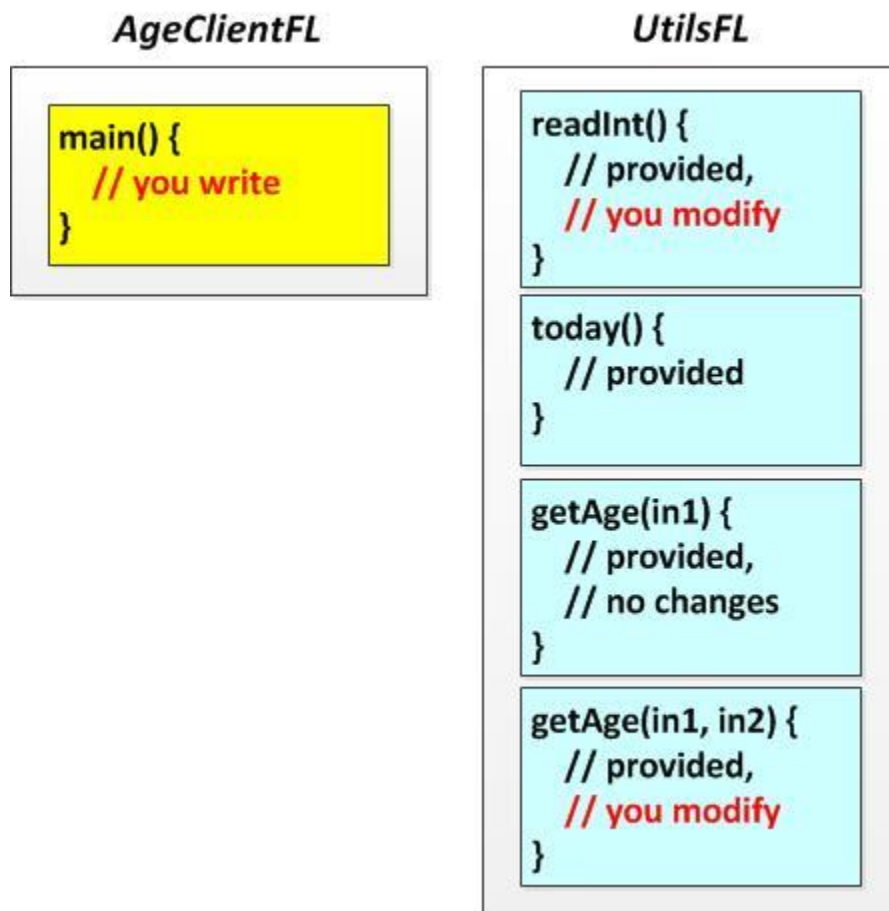 AgeClientFL
main() {
// you write
}
UtilsFL
readInt() {
// provided,
// you modify
}
today() {
// provided
}
getAge(in1) {
// provided,
// no changes
}
getAge(in1, in2) {
// provided,
// you modify
}